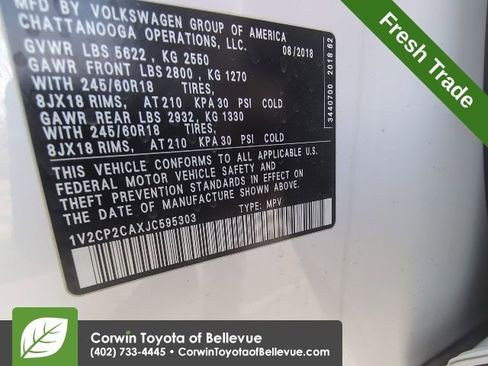 MFD BY VOLKSWAGEN GROUP OF AMERICA
CHATTANOOGA OPERATIONS, LLC. 08/2018
GVWR LBS 5622 , KG 2550
GAWR FRONT LBS 2800 , KG 1270
WITH 245/60R18 TIRES,
8JX18 RIMS, AT 210 KPA 30 PSI COLD
GAWR REAR LBS 2932, KG 1330
WITH 245/60R18 TIRES,
8JX18 RIMS, AT 210 KPA 30 PSI COLD
THIS VEHICLE CONFORMS TO ALL APPLICABLE U.S.
FEDERAL MOTOR VEHICLE SAFETY AND
THEFT PREVENTION STANDARDS IN EFFECT ON
THE DATE OF MANUFACTURE SHOWN ABOVE.
1V2CP2CAXJC595303 TYPE: MPV
3440700 2018 62
Fresh Trade
Corwin Toyota of Bellevue
(402) 733-4445 • CorwinToyotaofBellevue.com